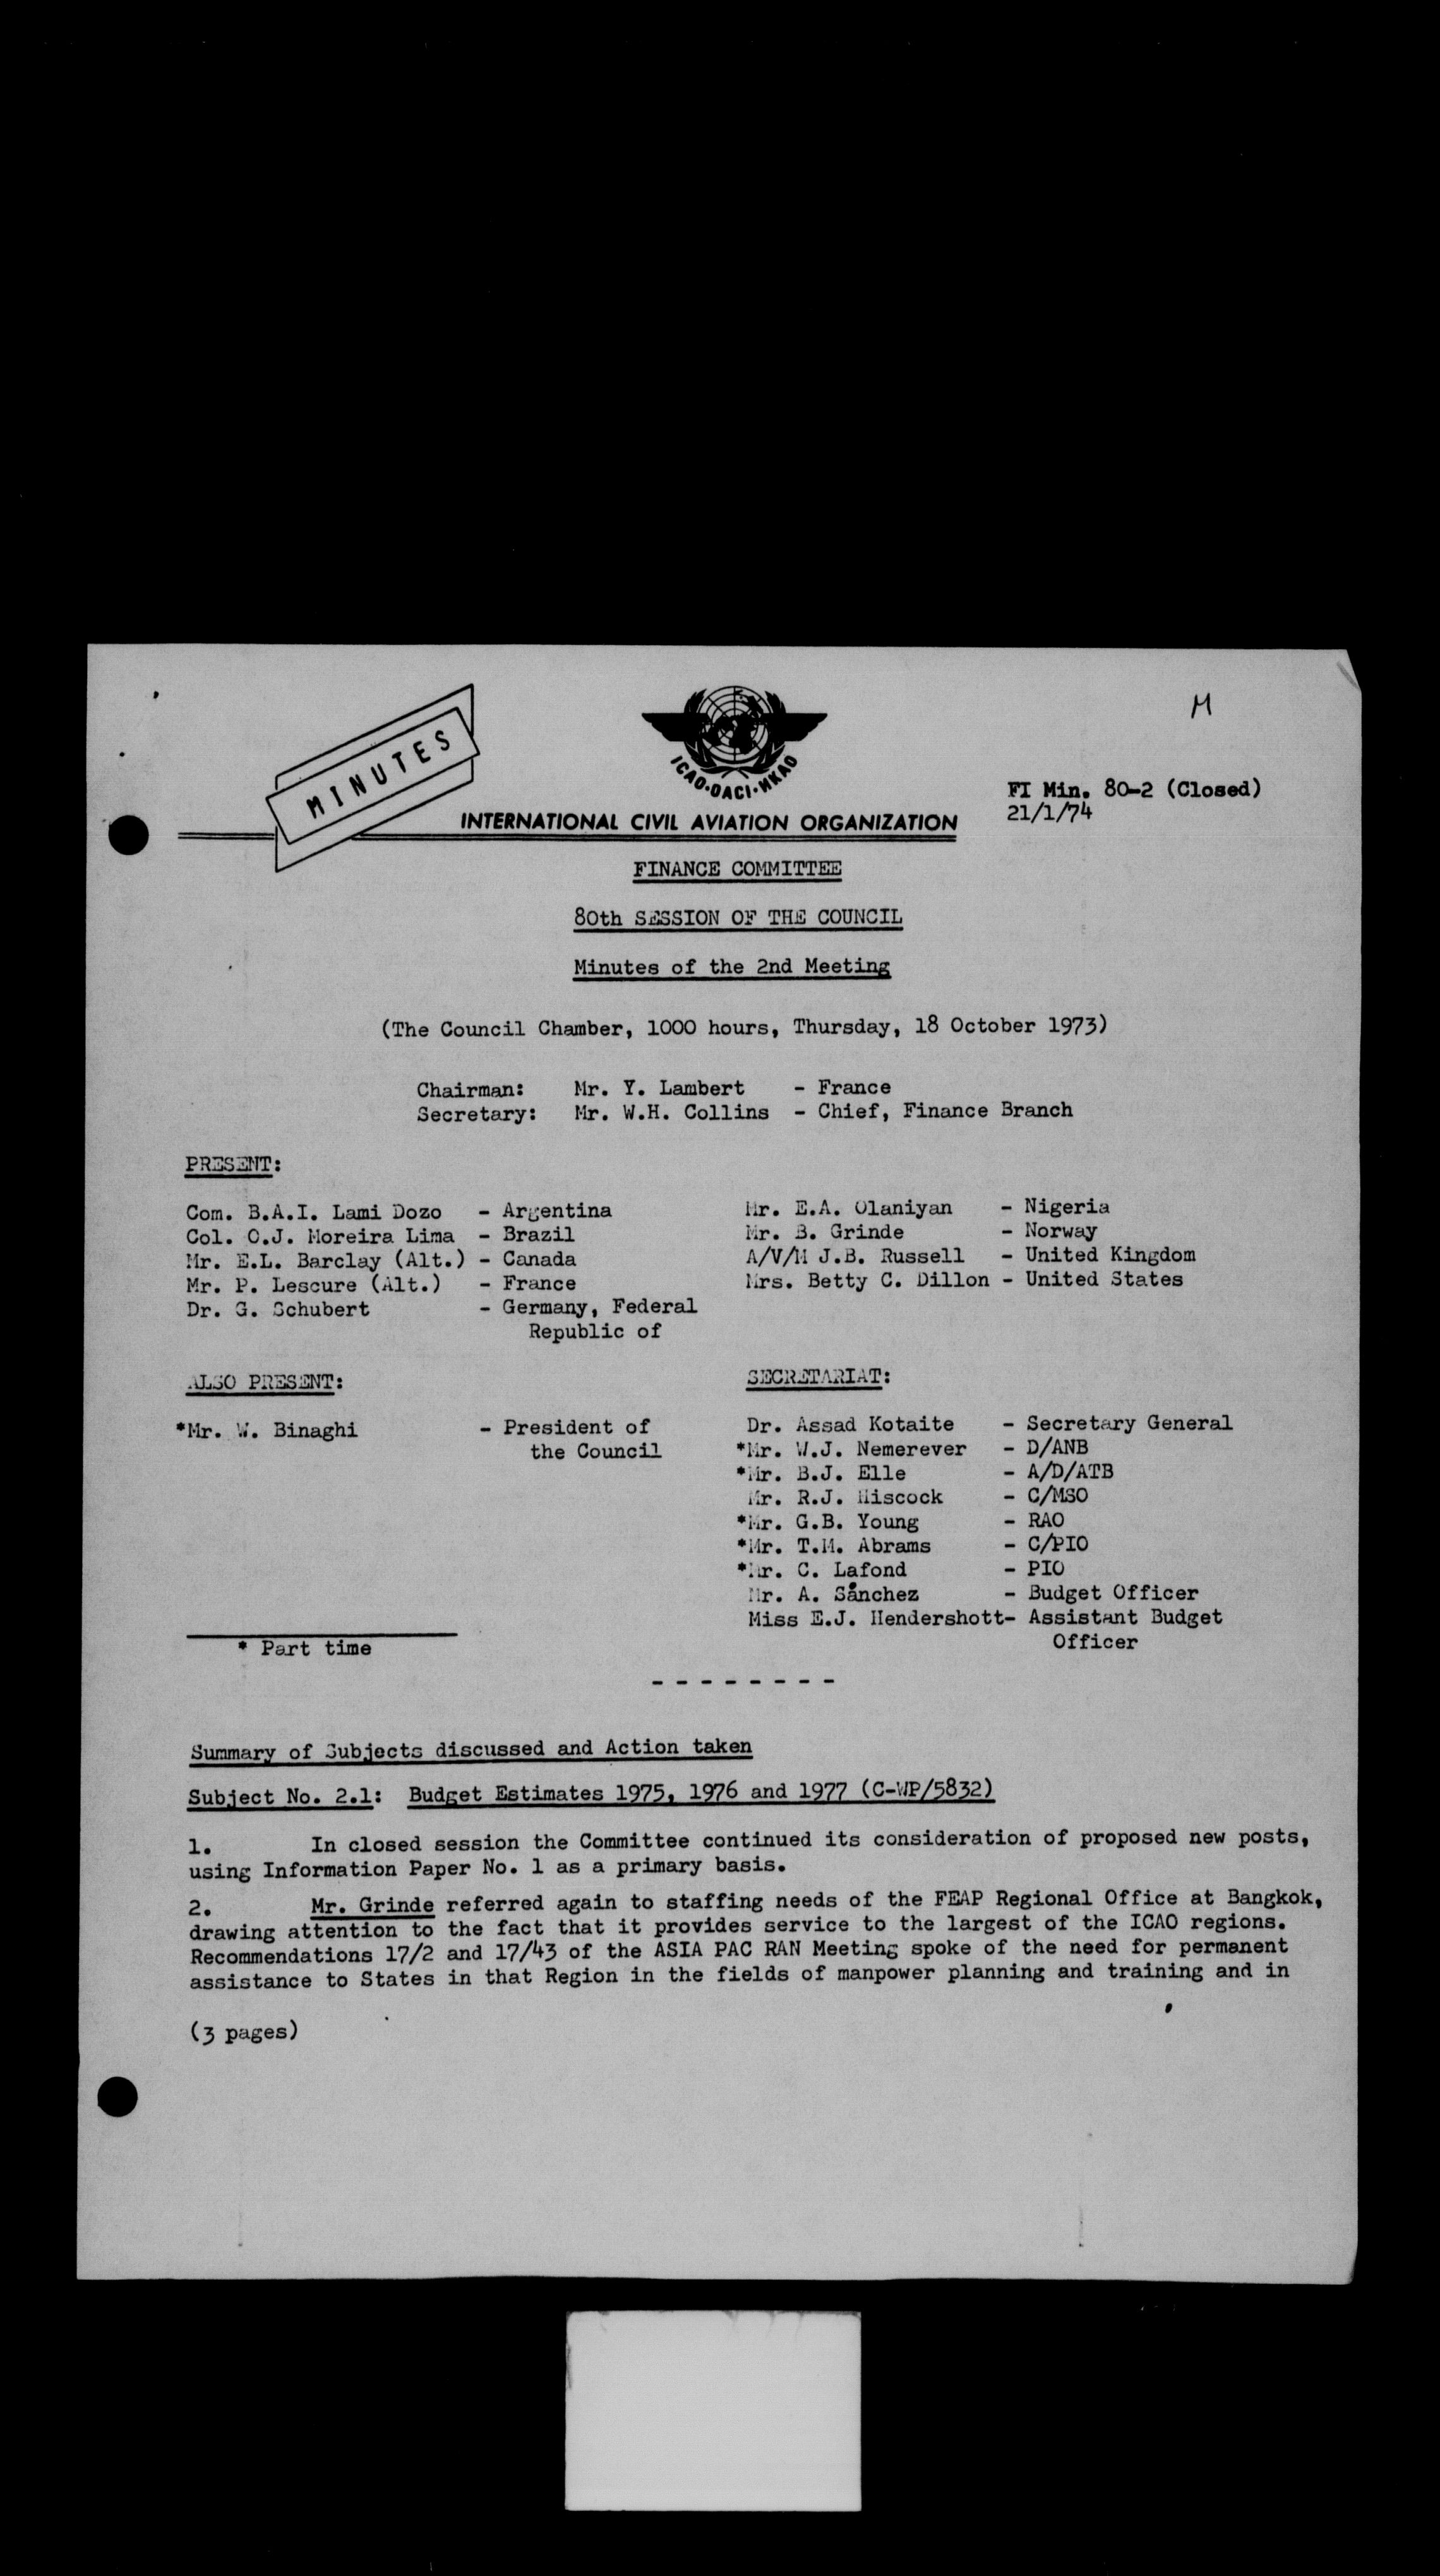 M
MINUTES
ICAO·OACI·ИКАО
FI Min. 80-2 (Closed)
21/1/74
INTERNATIONAL CIVIL AVIATION ORGANIZATION
FINANCE COMMITTEE
80th SESSION OF THE COUNCIL
Minutes of the 2nd Meeting
(The Council Chamber, 1000 hours, Thursday, 18 October 1973)
Chairman: Mr. Y. Lambert - France
Secretary: Mr. W.H. Collins - Chief, Finance Branch
PRESENT:
Com. B.A.I. Lami Dozo - Argentina
Col. O.J. Moreira Lima - Brazil
Mr. E.L. Barclay (Alt.) - Canada
Mr. P. Lescure (Alt.) - France
Dr. G. Schubert - Germany, Federal
Republic of
Mr. E.A. Olaniyan - Nigeria
Mr. B. Grinde - Norway
A/V/M J.B. Russell - United Kingdom
Mrs. Betty C. Dillon - United States
ALSO PRESENT:
*Mr. W. Binaghi - President of
the Council
SECRETARIAT:
Dr. Assad Kotaite - Secretary General
*Mr. W.J. Nemerever - D/ANB
*Mr. B.J. Elle - A/D/ATB
Mr. R.J. Hiscock - C/MSO
*Mr. G.B. Young - RAO
*Mr. T.M. Abrams - C/PIO
*Mr. C. Lafond - PIO
Mr. A. Sánchez - Budget Officer
Miss E.J. Hendershott- Assistant Budget
Officer
* Part time
- - - - - - - -
Summary of Subjects discussed and Action taken
Subject No. 2.1: Budget Estimates 1975, 1976 and 1977 (C-WP/5832)
1. In closed session the Committee continued its consideration of proposed new posts,
using Information Paper No. 1 as a primary basis.
2. Mr. Grinde referred again to staffing needs of the FEAP Regional Office at Bangkok,
drawing attention to the fact that it provides service to the largest of the ICAO regions.
Recommendations 17/2 and 17/43 of the ASIA PAC RAN Meeting spoke of the need for permanent
assistance to States in that Region in the fields of manpower planning and training and in
(3 pages)